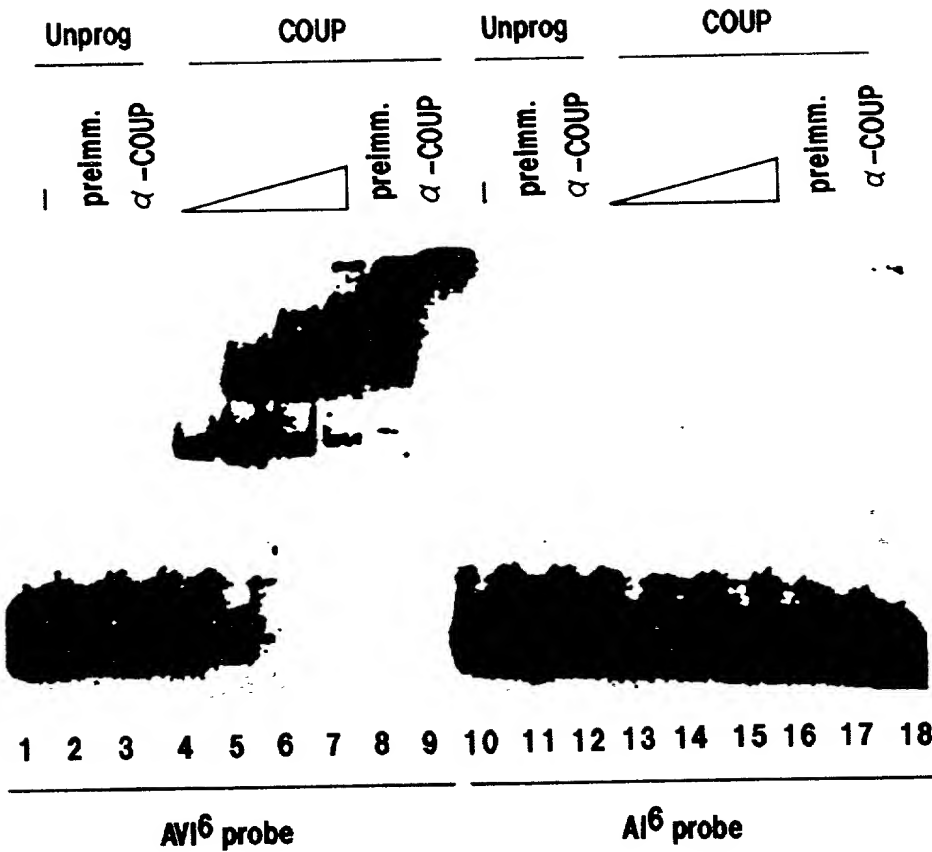 Unprog COUP Unprog COUP
– preImm. α-COUP preImm. α-COUP – preImm. α-COUP preImm. α-COUP
1 2 3 4 5 6 7 8 9 10 11 12 13 14 15 16 17 18
AVI⁶ probe AI⁶ probe